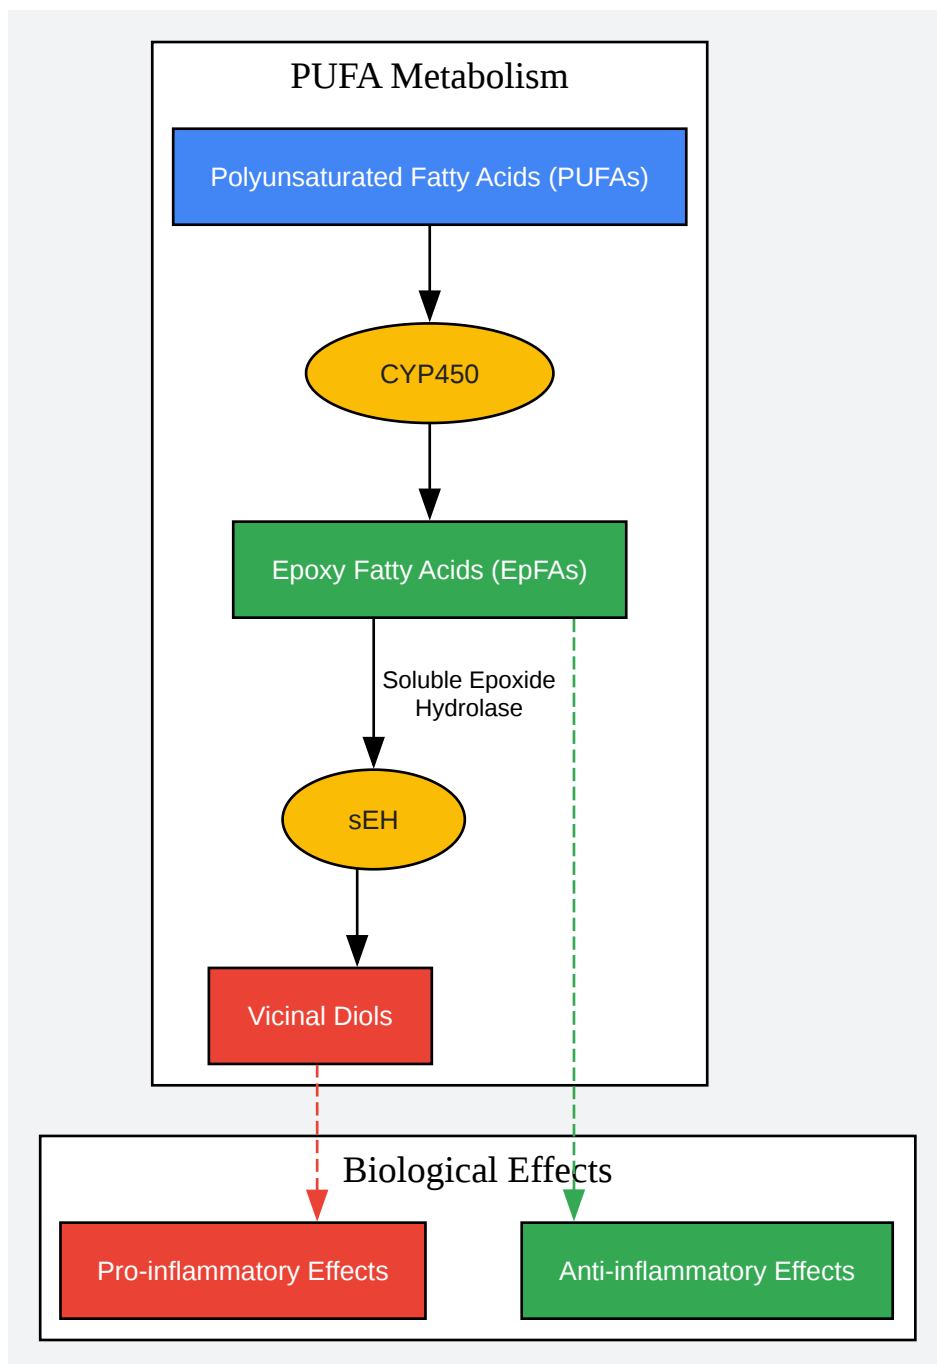 PUFA Metabolism
Polyunsaturated Fatty Acids (PUFAs)
CYP450
Epoxy Fatty Acids (EpFAs)
Soluble Epoxide
Hydrolase
sEH
Vicinal Diols
Biological Effects
Pro-inflammatory Effects
Anti-inflammatory Effects